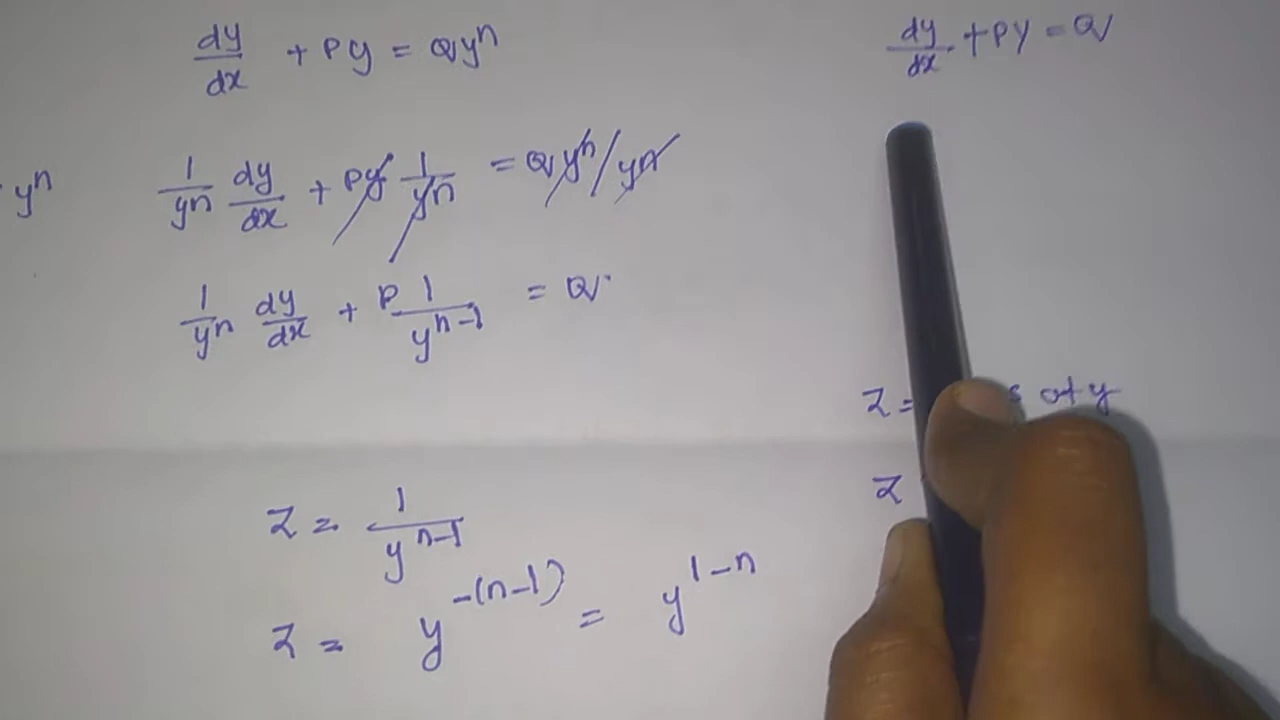 dy/dx + Py = Qyⁿ
dy/dx + Py = Q
yⁿ
1/yⁿ dy/dx + Py 1/yⁿ = Qyⁿ/yⁿ
1/yⁿ dy/dx + P 1/yⁿ⁻¹ = Q
Z = of y
Z = 1/yⁿ⁻¹
Z
Z = y⁻⁽ⁿ⁻¹⁾ = y¹⁻ⁿ